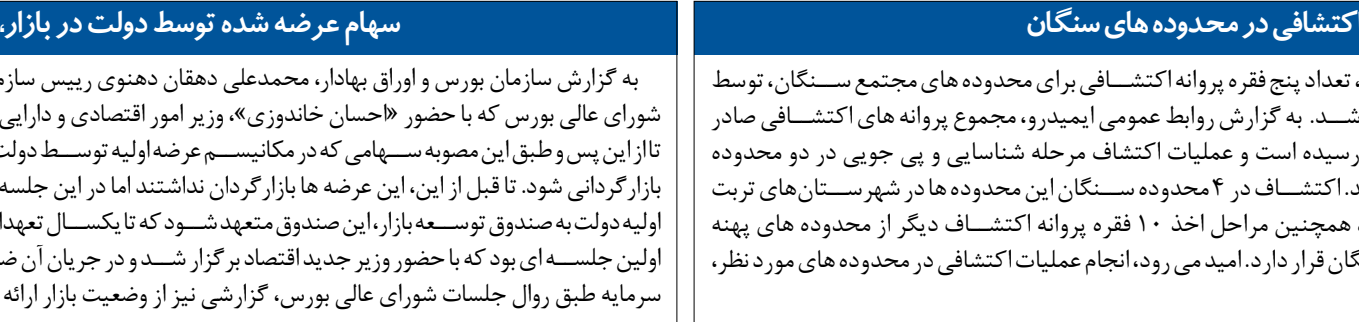 اکتشافی در محدوده های سنگان
، تعداد پنج فقره پروانه اکتشافی برای محدوده های مجتمع سنگان، توسط
شد. به گزارش روابط عمومی ایمیدرو، مجموع پروانه های اکتشافی صادر
رسیده است و عملیات اکتشاف مرحله شناسایی و پی جویی در دو محدوده
د. اکتشاف در ۴ محدوده سنگان این محدوده ها در شهرستان‌های تربت
همچنین مراحل اخذ ۱۰ فقره پروانه اکتشاف دیگر از محدوده های پهنه
گان قرار دارد. امید می رود، انجام عملیات اکتشافی در محدوده های مورد نظر،
سهام عرضه شده توسط دولت در بازار،
به گزارش سازمان بورس و اوراق بهادار، محمدعلی دهقان دهنوی رییس سازم
شورای عالی بورس که با حضور «احسان خاندوزی»، وزیر امور اقتصادی و دارایی
تا از این پس و طبق این مصوبه سهامی که در مکانیسم عرضه اولیه توسط دولت
بازارگردانی شود. تا قبل از این، این عرضه ها بازارگردان نداشتند اما در این جلسه
اولیه دولت به صندوق توسعه بازار، این صندوق متعهد شود که تا یکسال تعهدا
اولین جلسه ای بود که با حضور وزیر جدید اقتصاد برگزار شد و در جریان آن ض
سرمایه طبق روال جلسات شورای عالی بورس، گزارشی نیز از وضعیت بازار ارائه